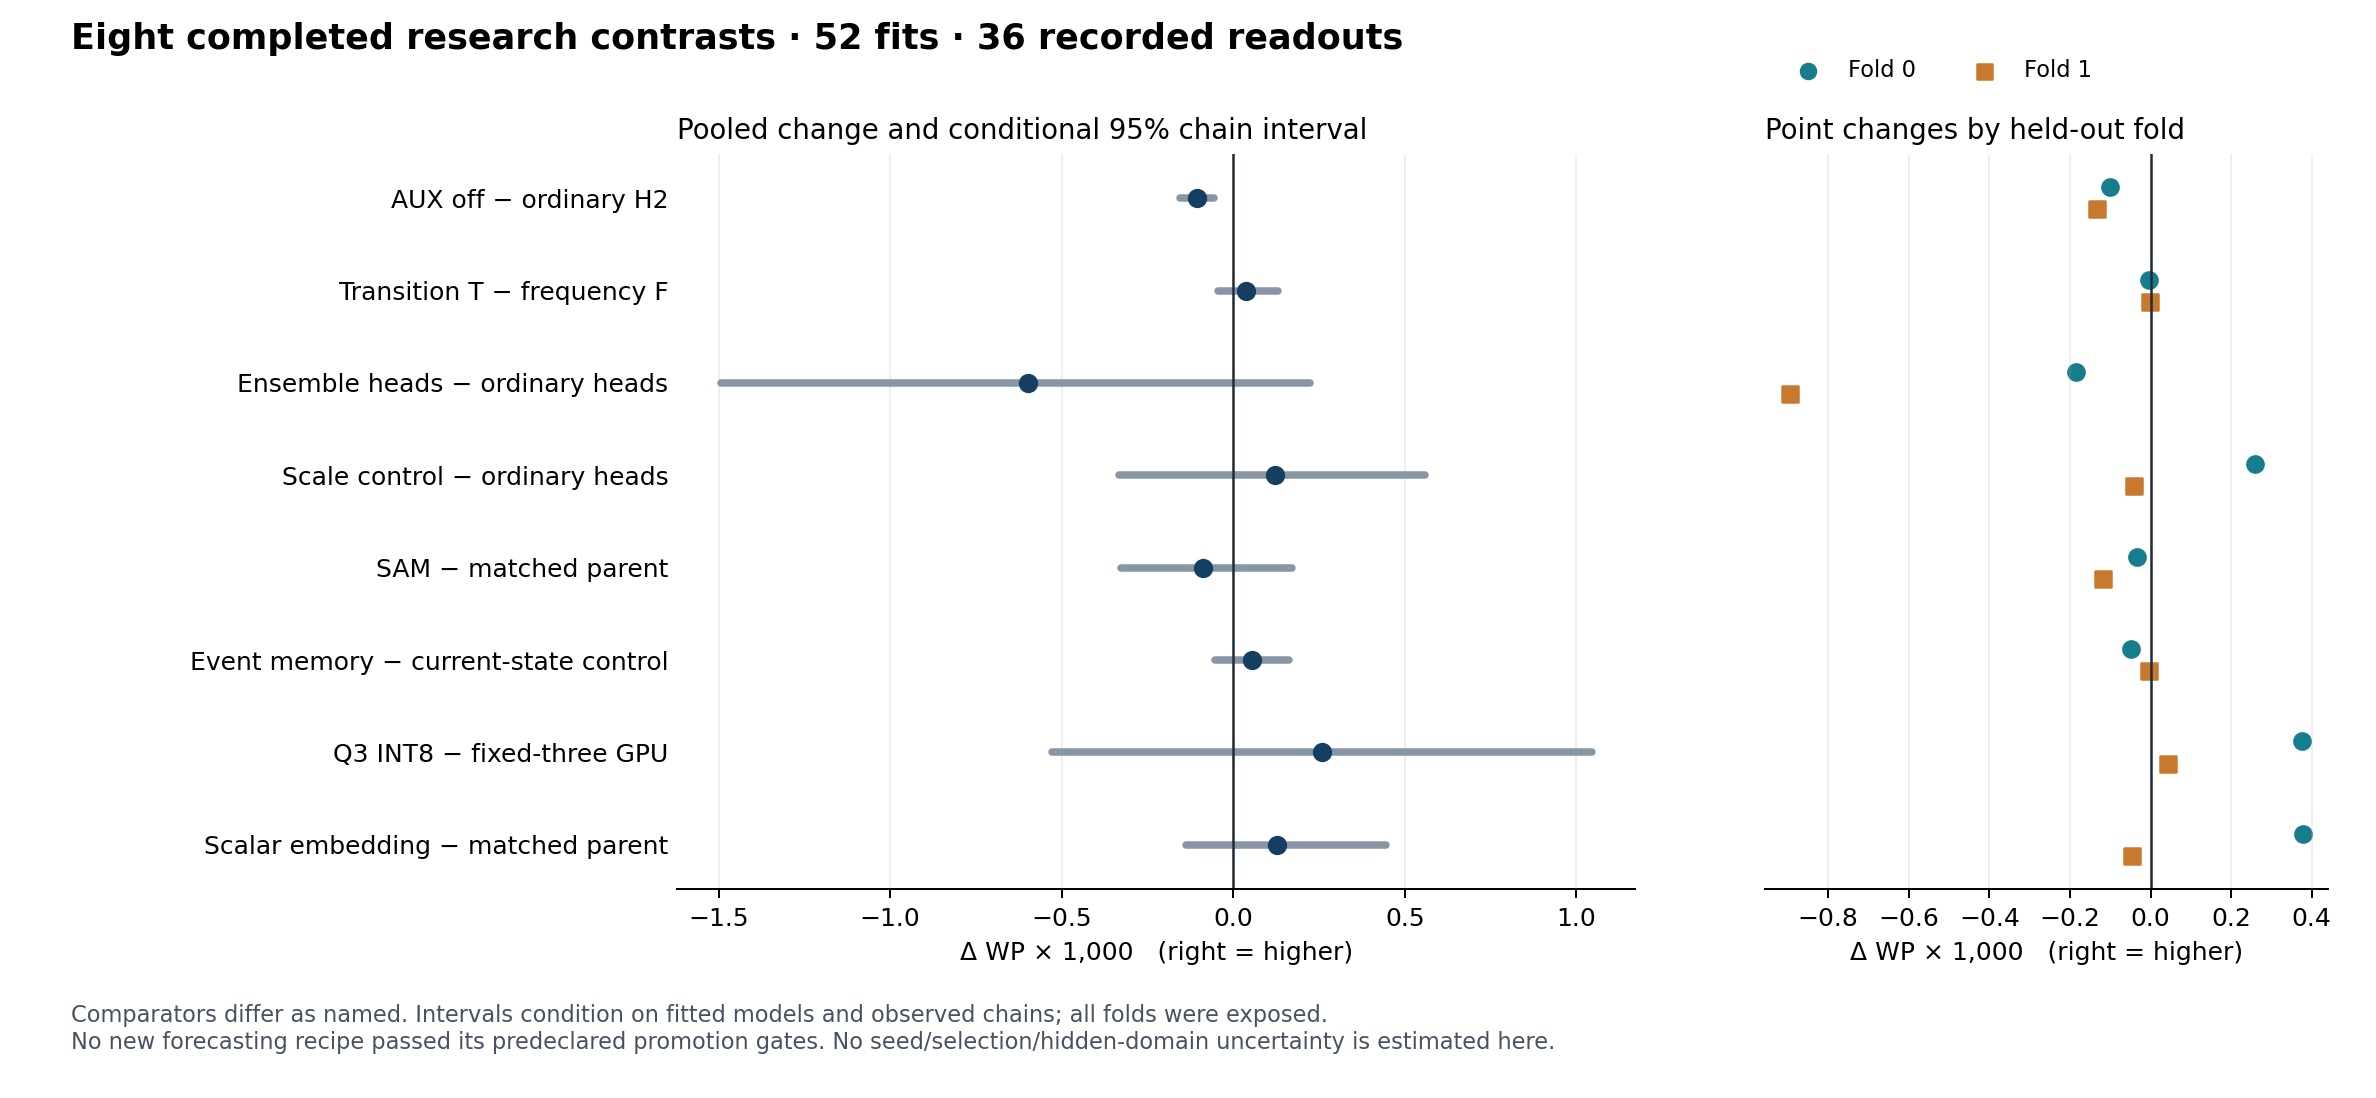 Eight completed research contrasts · 52 fits · 36 recorded readouts
Fold 0
Fold 1
Pooled change and conditional 95% chain interval
Point changes by held-out fold
AUX off − ordinary H2
Transition T − frequency F
Ensemble heads − ordinary heads
Scale control − ordinary heads
SAM − matched parent
Event memory − current-state control
Q3 INT8 − fixed-three GPU
Scalar embedding − matched parent
−1.5 −1.0 −0.5 0.0 0.5 1.0
Δ WP × 1,000 (right = higher)
−0.8 −0.6 −0.4 −0.2 0.0 0.2 0.4
Δ WP × 1,000 (right = higher)
Comparators differ as named. Intervals condition on fitted models and observed chains; all folds were exposed.
No new forecasting recipe passed its predeclared promotion gates. No seed/selection/hidden-domain uncertainty is estimated here.